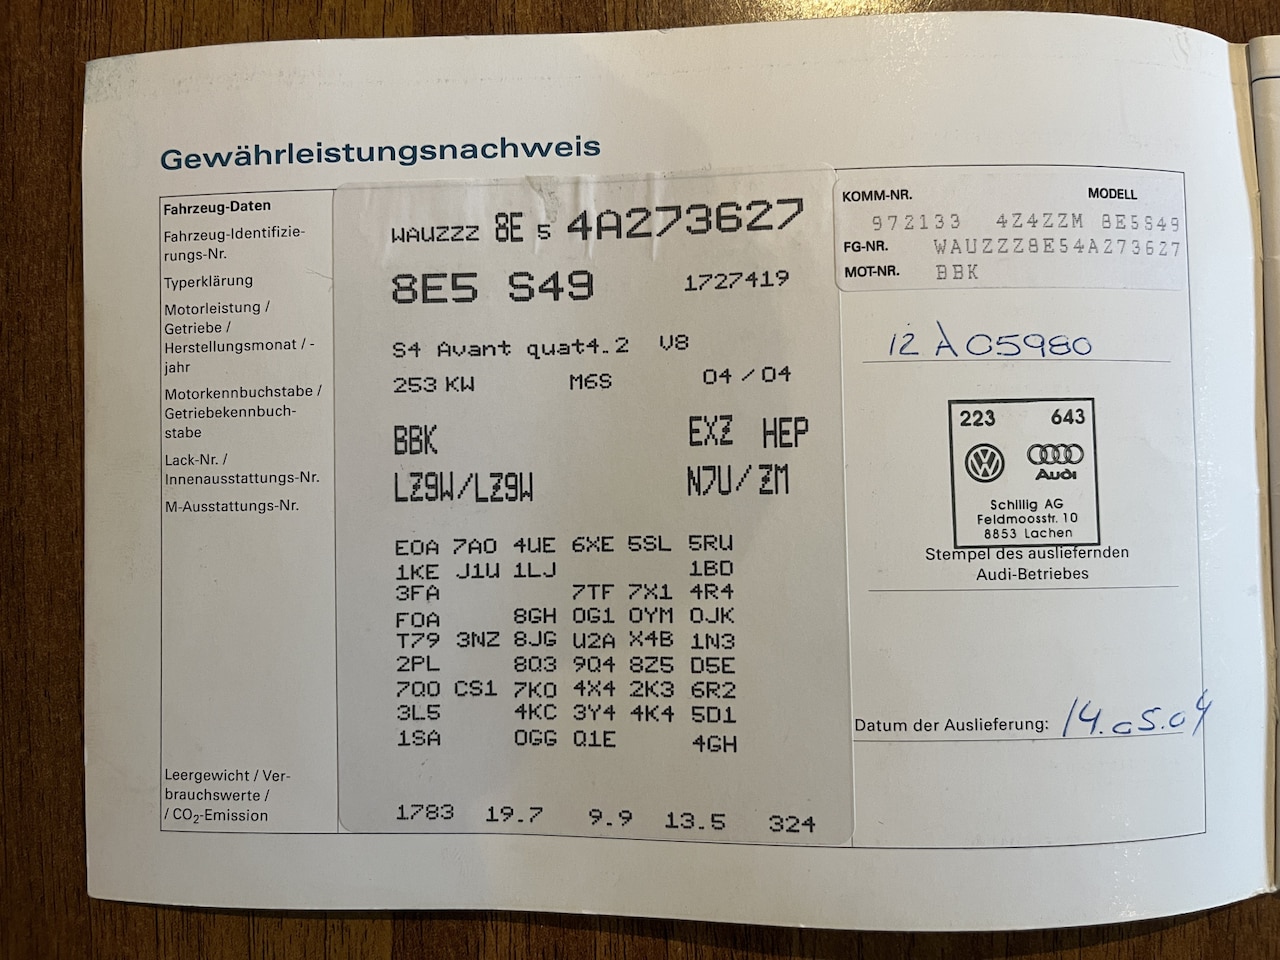 Gewährleistungsnachweis
Fahrzeug-Daten
Fahrzeug-Identifizie-
rungs-Nr.
Typerklärung
Motorleistung /
Getriebe /
Herstellungsmonat / -
jahr
Motorkennbuchstabe /
Getriebekennbuch-
stabe
Lack-Nr. /
Innenausstattungs-Nr.
M-Ausstattungs-Nr.
Leergewicht / Ver-
brauchswerte /
/ CO₂-Emission
WAUZZZ 8E 5 4A273627
8E5 S49 1727419
S4 Avant quat4.2 V8
253 KW M6S 04 / 04
BBK EXZ HEP
LZ9W/LZ9W N7U/ZM
E0A 7A0 4UE 6XE 5SL 5RU
1KE J1U 1LJ 1BD
3FA 7TF 7X1 4R4
F0A 8GH 0G1 0YM 0JK
T79 3NZ 8JG U2A X4B 1N3
2PL 8Q3 9Q4 8Z5 D5E
7Q0 CS1 7K0 4X4 2K3 6R2
3L5 4KC 3Y4 4K4 5D1
1SA 0GG Q1E 4GH
1783 19.7 9.9 13.5 324
KOMM-NR. MODELL
972133 4Z4ZZM 8E5S49
FG-NR. WAUZZZ8E54A273627
MOT-NR. BBK
12 A 05980
223 643
Audi
Schillig AG
Feldmoosstr. 10
8853 Lachen
Stempel des ausliefernden
Audi-Betriebes
Datum der Auslieferung: 14.05.04